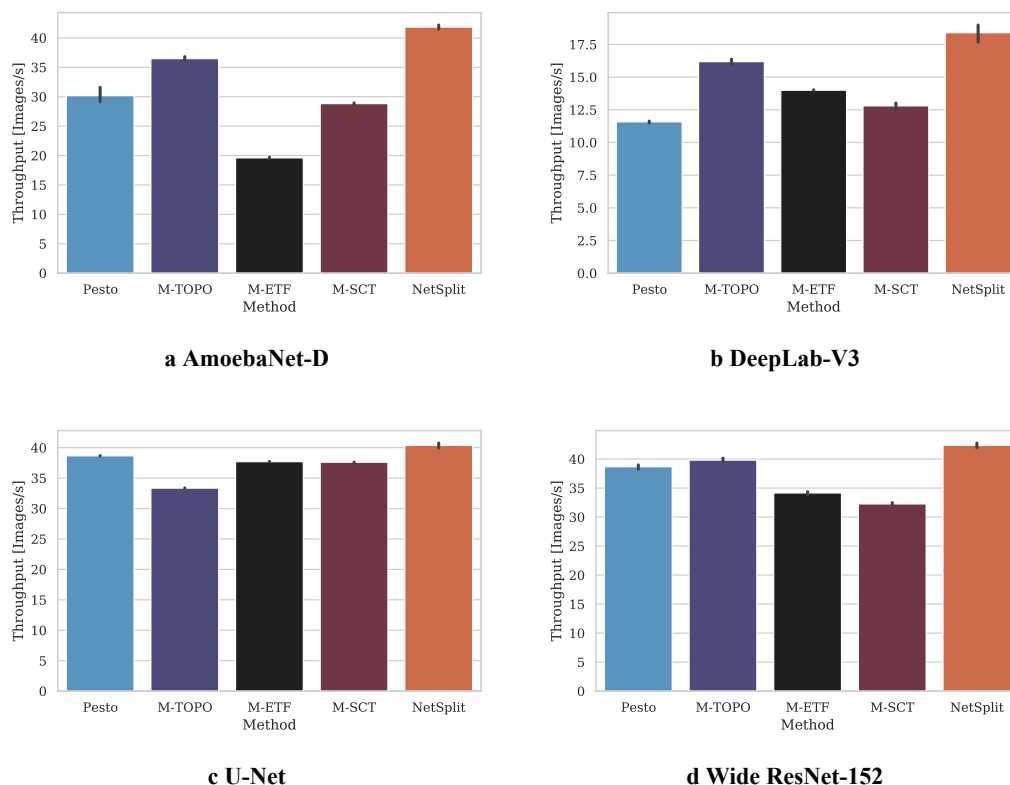 Throughput [Images/s]
40
35
30
25
20
15
10
5
0
Pesto M-TOPO M-ETF M-SCT NetSplit
Method
a AmoebaNet-D
Throughput [Images/s]
17.5
15.0
12.5
10.0
7.5
5.0
2.5
0.0
Pesto M-TOPO M-ETF M-SCT NetSplit
Method
b DeepLab-V3
Throughput [Images/s]
40
35
30
25
20
15
10
5
0
Pesto M-TOPO M-ETF M-SCT NetSplit
Method
c U-Net
Throughput [Images/s]
40
35
30
25
20
15
10
5
0
Pesto M-TOPO M-ETF M-SCT NetSplit
Method
d Wide ResNet-152